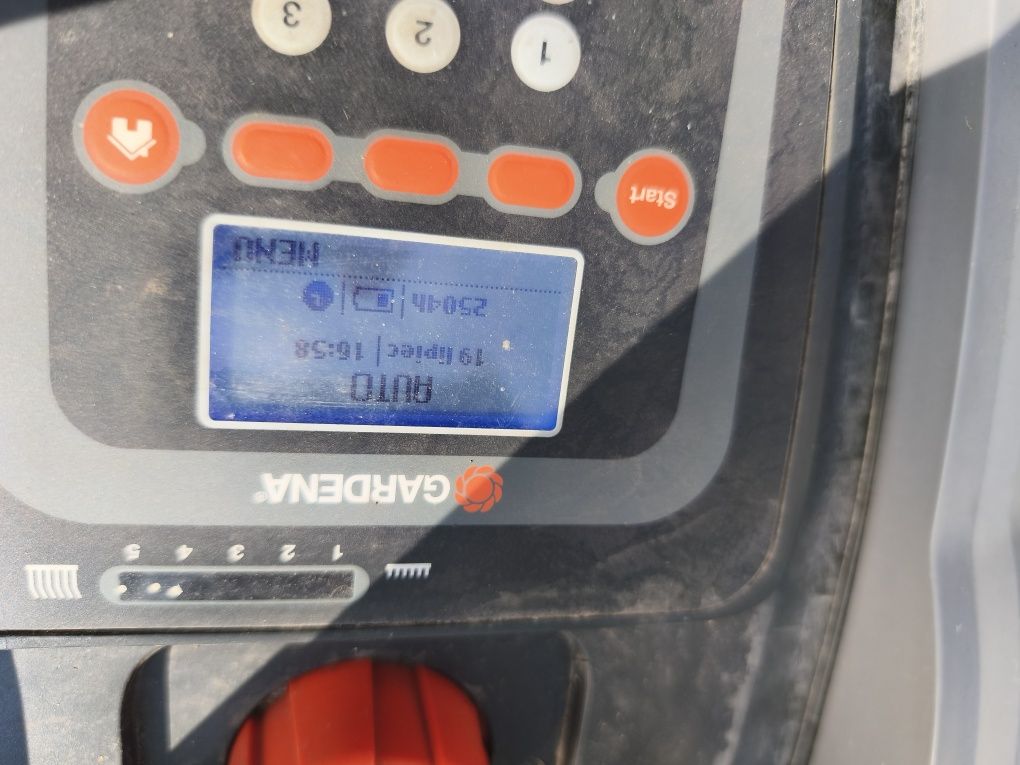 1 2 3 4 5
GARDENA®
AUTO
19 lipiec | 16:58
2504h
MENU
Start
1 2 3